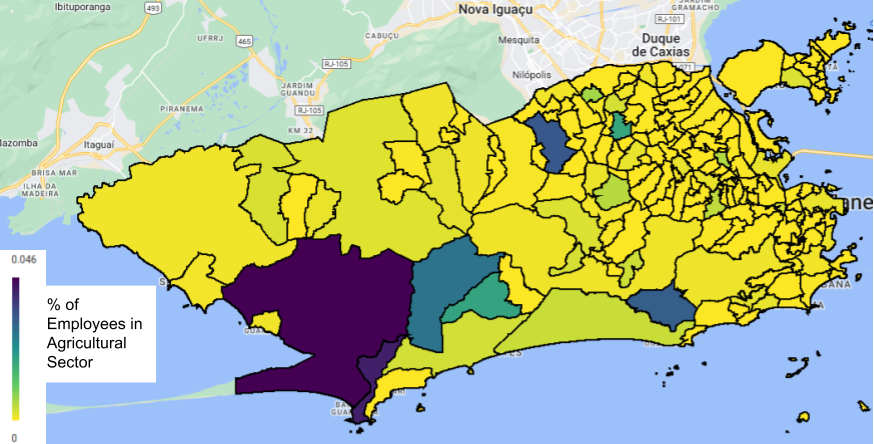 Ibituporanga
493
Nova Iguaçu
JARDIM
GRAMACHO
RJ-101
UFRRJ
465
CABUÇU
Mesquita
Duque
de Caxias
071
RJ-105
Nilópolis
JARDIM
GUANDU
PIRANEMA
RJ-105
KM 32
Mazomba
Itaguaí
BRISA MAR
ILHA DA
MADEIRA
0.046
% of
Employees in
Agricultural
Sector
0